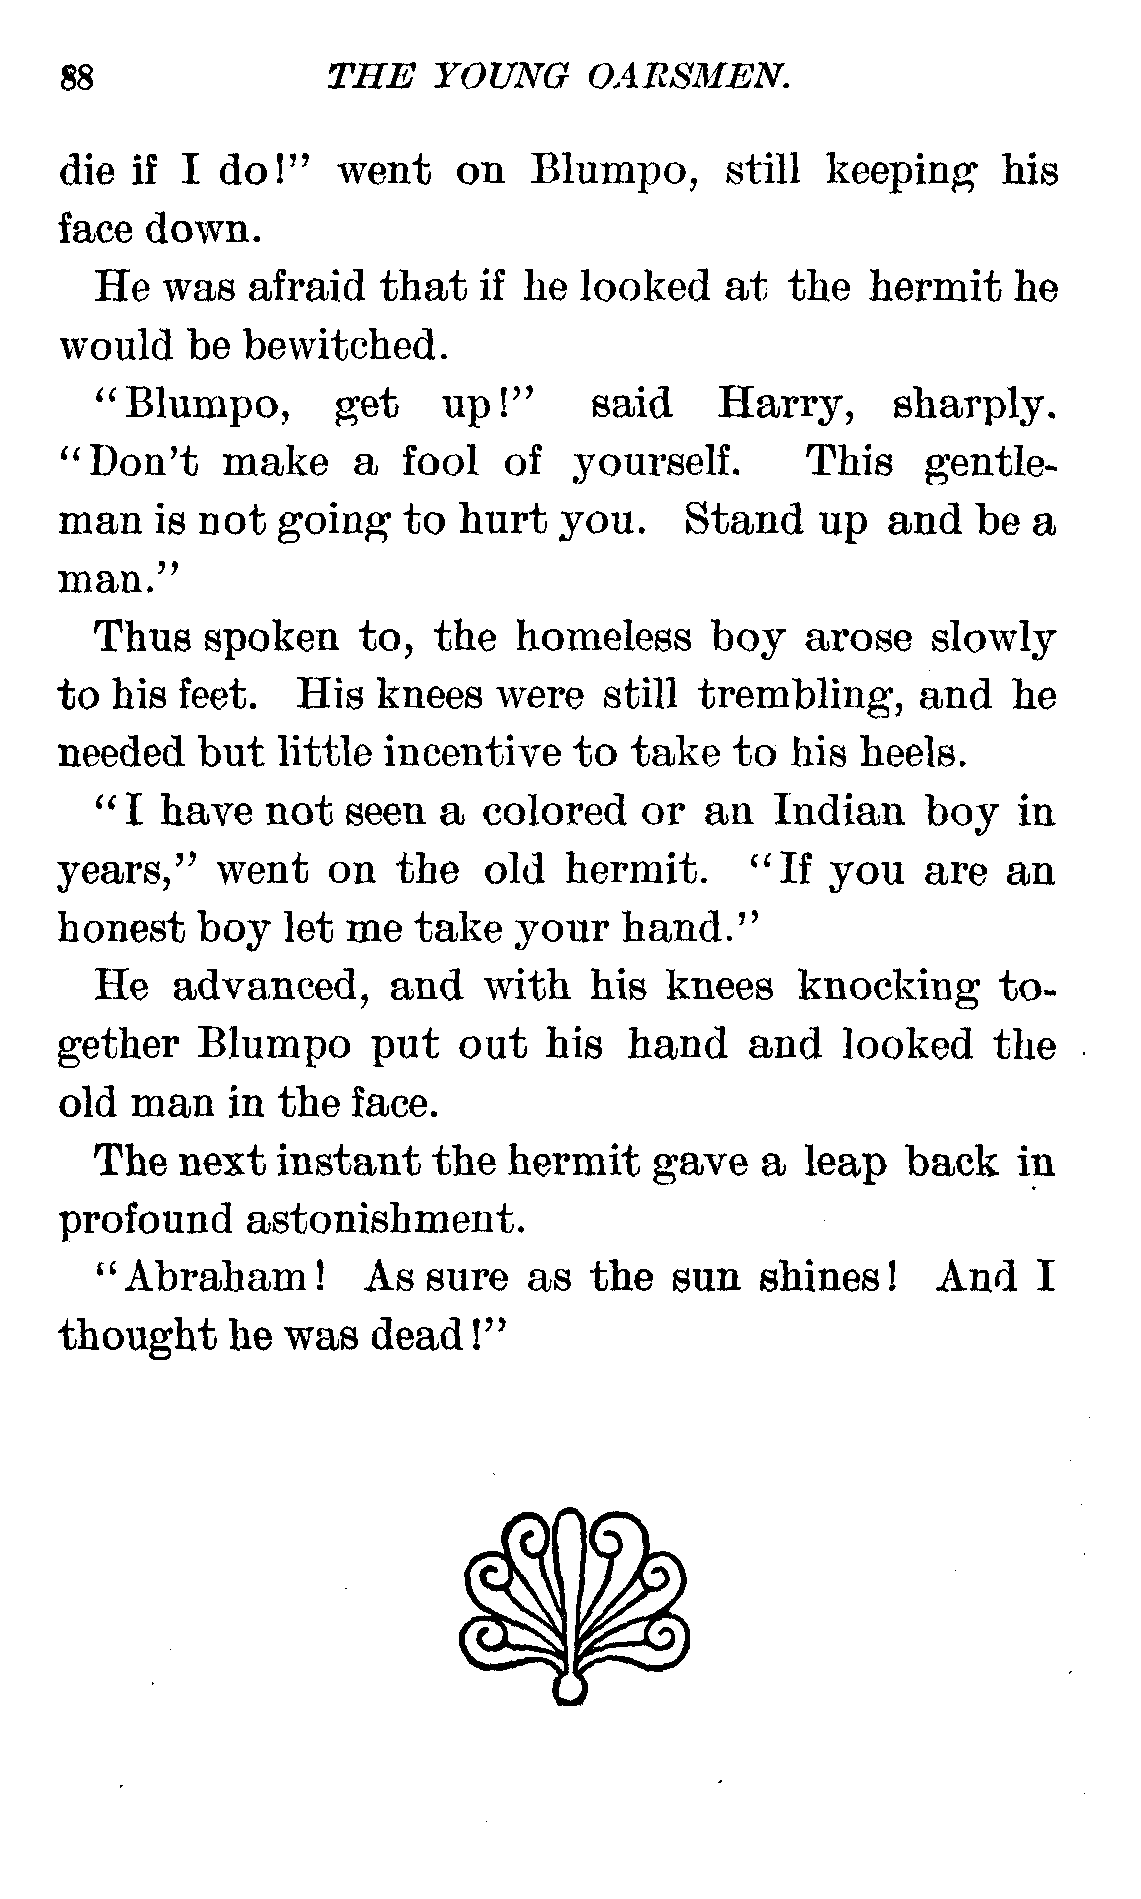 88 THE YOUNG OARSMEN.
die if I do!" went on Blumpo, still keeping his
face down.
He was afraid that if he looked at the hermit he
would be bewitched.
"Blumpo, get up!" said Harry, sharply.
"Don't make a fool of yourself. This gentle-
man is not going to hurt you. Stand up and be a
man."
Thus spoken to, the homeless boy arose slowly
to his feet. His knees were still trembling, and he
needed but little incentive to take to his heels.
"I have not seen a colored or an Indian boy in
years," went on the old hermit. "If you are an
honest boy let me take your hand."
He advanced, and with his knees knocking to-
gether Blumpo put out his hand and looked the
old man in the face.
The next instant the hermit gave a leap back in
profound astonishment.
"Abraham! As sure as the sun shines! And I
thought he was dead!"